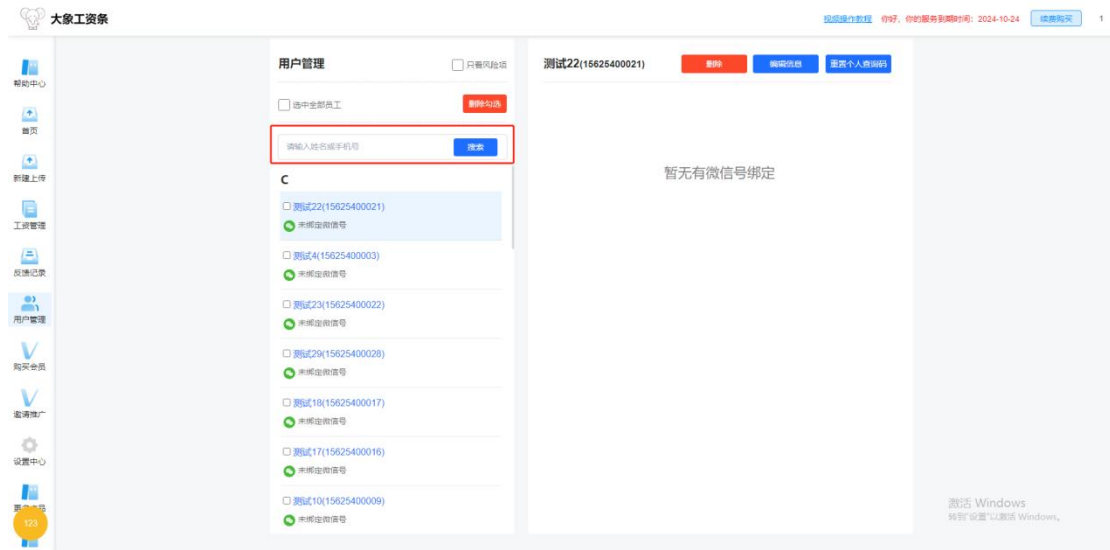 大象工资条
视频操作教程 你好,你的服务到期时间:2024-10-24 续费购买 1
帮助中心
首页
新建上传
工资管理
反馈记录
用户管理
购买会员
邀请推广
设置中心
123
用户管理 只看风险项
选中全部员工 删除勾选
请输入姓名或手机号 搜索
C
测试22(15625400021)
未绑定微信号
测试4(15625400003)
未绑定微信号
测试23(15625400022)
未绑定微信号
测试29(15625400028)
未绑定微信号
测试18(15625400017)
未绑定微信号
测试17(15625400016)
未绑定微信号
测试10(15625400009)
未绑定微信号
测试22(15625400021) 删除 编辑信息 重置个人查询码
暂无有微信号绑定
激活 Windows
转到"设置"以激活 Windows。